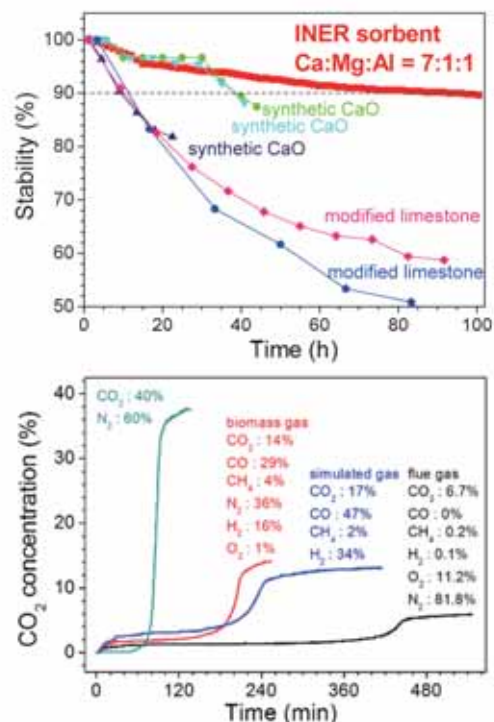 INER sorbent
Ca:Mg:Al = 7:1:1
synthetic CaO
synthetic CaO
synthetic CaO
modified limestone
modified limestone
Stability (%)
100
90
80
70
60
50
0
20
40
60
80
100
Time (h)
CO₂ concentration (%)
40
30
20
10
0
CO₂ : 40%
N₂ : 60%
biomass gas
CO₂ : 14%
CO : 29%
CH₄ : 4%
N₂ : 36%
H₂ : 16%
O₂ : 1%
simulated gas
CO₂ : 17%
CO : 47%
CH₄ : 2%
H₂ : 34%
flue gas
CO₂ : 6.7%
CO : 0%
CH₄ : 0.2%
H₂ : 0.1%
O₂ : 11.2%
N₂ : 81.8%
0
120
240
360
480
Time (min)